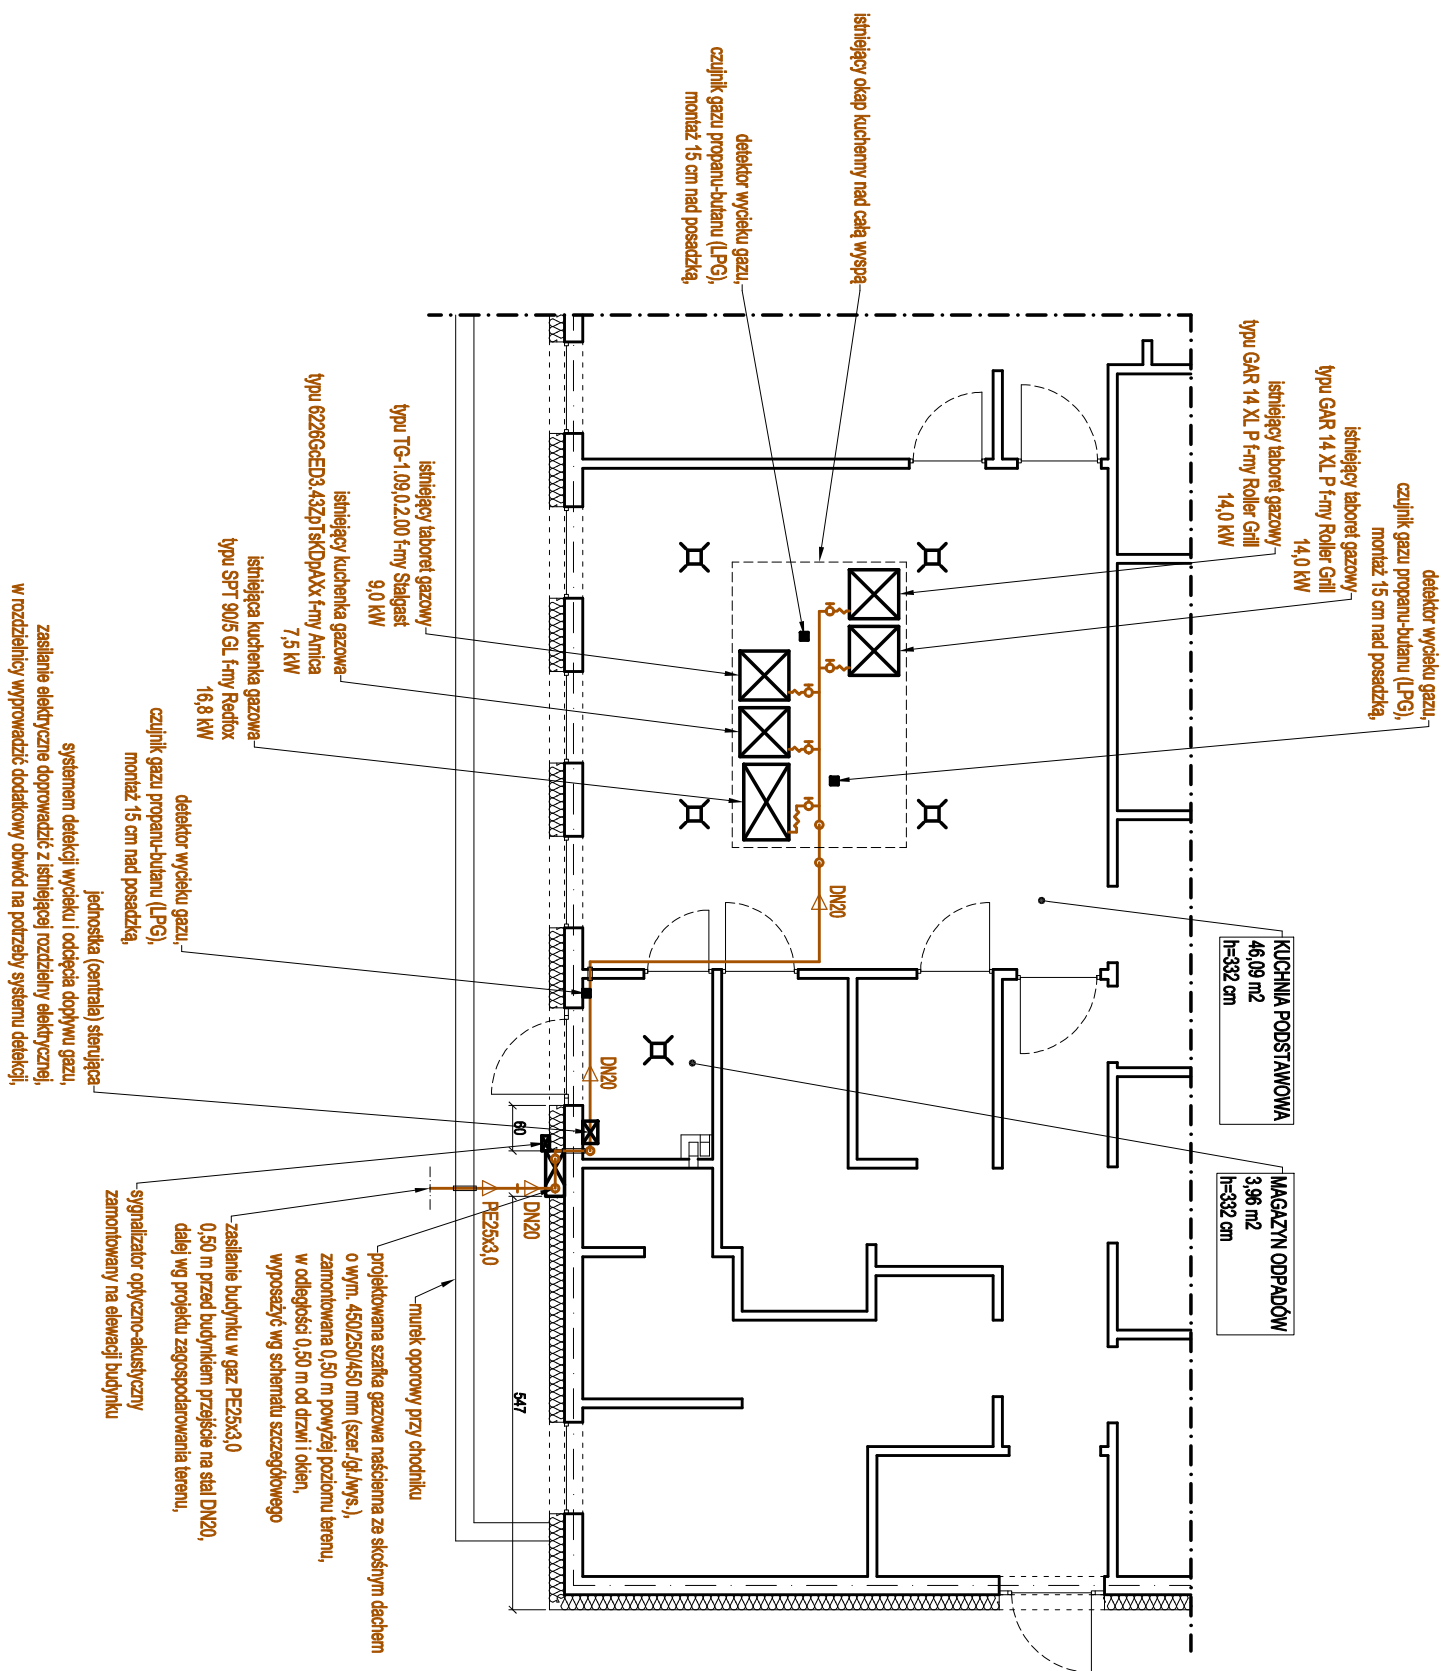 detektor wycieku gazu,
czujnik gazu propanu-butanu (LPG),
montaż 15 cm nad posadzką,
istniejący taboret gazowy
typu GAR 14 XL P f-my Roller Grill
14,0 kW
istniejący taboret gazowy
typu GAR 14 XL P f-my Roller Grill
14,0 kW
KUCHNIA PODSTAWOWA
46,09 m2
h=332 cm
MAGAZYN ODPADÓW
3,96 m2
h=332 cm
istniejący okap kuchenny nad całą wyspą
detektor wycieku gazu,
czujnik gazu propanu-butanu (LPG),
montaż 15 cm nad posadzką,
DN20
DN20
60
DN20
PE25x3,0
547
istniejący taboret gazowy
typu TG-1.09.0.2.00 f-my Stalgast
9,0 kW
istniejący kuchenka gazowa
typu 6226GcED3.43ZpTsKDpAXx f-my Amica
7,5 kW
istniejąca kuchenka gazowa
typu SPT 90/5 GL f-my Redfox
16,8 kW
detektor wycieku gazu,
czujnik gazu propanu-butanu (LPG),
montaż 15 cm nad posadzką,
jednostka (centrala) sterująca
systemem detekcji wycieku i odcięcia dopływu gazu,
zasilanie elektryczne doprowadzić z istniejącej rozdzielny elektrycznej,
w rozdzielnicy wyprowadzić dodatkowy obwód na potrzeby systemu detekcji,
murek oporowy przy chodniku
projektowana szafka gazowa naścienna ze skośnym dachem
o wym. 450/250/450 mm (szer./gł./wys.),
zamontowana 0,50 m powyżej poziomu terenu,
w odległości 0,50 m od drzwi i okien,
wyposażyć wg schematu szczegółowego
zasilanie budynku w gaz PE25x3,0
0,50 m przed budynkiem przejście na stal DN20,
dalej wg projektu zagospodarowania terenu,
sygnalizator optyczno-akustyczny
zamontowany na elewacji budynku